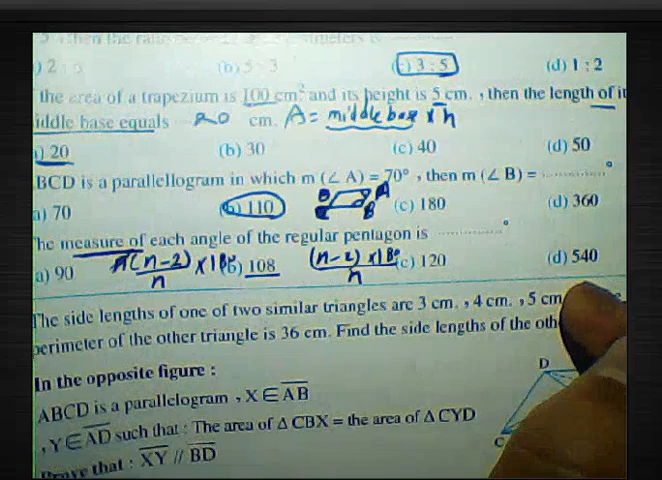 (b) 5 : 3 (c) 3 : 5 (d) 1 : 2
the area of a trapezium is 100 cm² and its height is 5 cm. , then the length of it
iddle base equals 20 cm. A = middle base x h
20 (b) 30 (c) 40 (d) 50
BCD is a parallelogram in which m (∠ A) = 70° , then m (∠ B) = ............°
a) 70 (b) 110 (c) 180 (d) 360
he measure of each angle of the regular pentagon is ............°
a) 90 (n-2)/n x 180 (b) 108 (n-2) x 180/n (c) 120 (d) 540
The side lengths of one of two similar triangles are 3 cm. , 4 cm. , 5 cm
perimeter of the other triangle is 36 cm. Find the side lengths of the oth
In the opposite figure :
ABCD is a parallelogram , X ∈ AB
, Y ∈ AD such that : The area of Δ CBX = the area of Δ CYD
Prove that : XY // BD
D
C